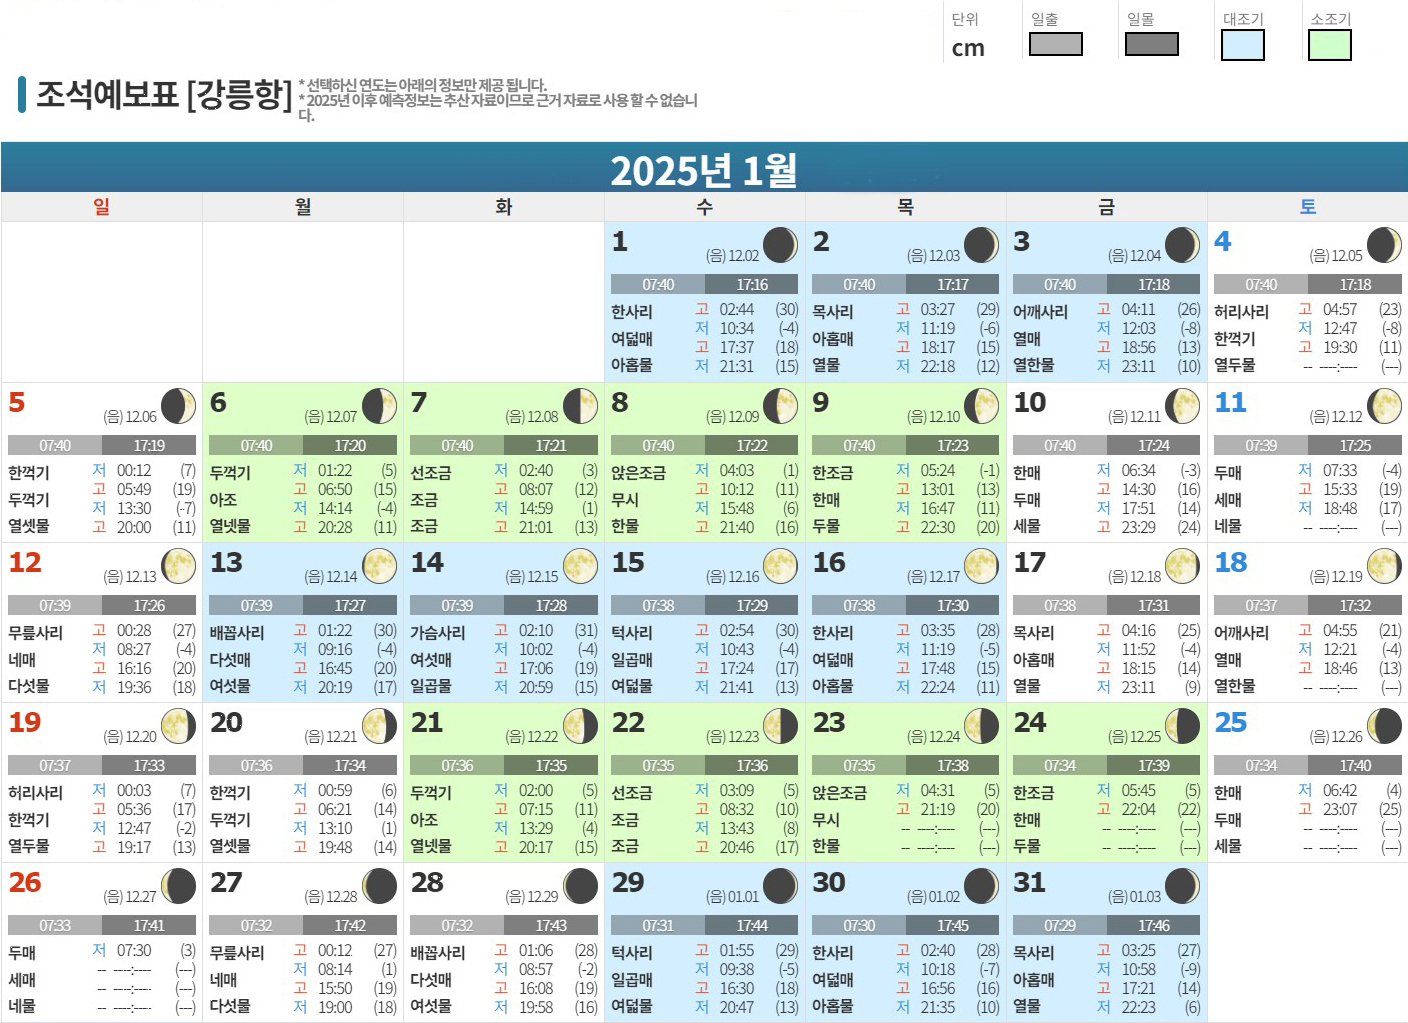 단위 일출 일몰 대조기 소조기
cm
조석예보표 [강릉항]
* 선택하신 연도는 아래의 정보만 제공 됩니다.
* 2025년 이후 예측정보는 추산 자료이므로 근거 자료로 사용 할 수 없습니
다.
2025년 1월
일 월 화 수 목 금 토
1 (음) 12.02
07:40 17:16
한사리 여덟매 아홉물
고 02:44 (30)
저 10:34 (-4)
고 17:37 (18)
저 21:31 (15)
2 (음) 12.03
07:40 17:17
목사리 아홉매 열물
고 03:27 (29)
저 11:19 (-6)
고 18:17 (15)
저 22:18 (12)
3 (음) 12.04
07:40 17:18
어깨사리 열매 열한물
고 04:11 (26)
저 12:03 (-8)
고 18:56 (13)
저 23:11 (10)
4 (음) 12.05
07:40 17:18
허리사리 한꺽기 열두물
고 04:57 (23)
저 12:47 (-8)
고 19:30 (11)
-- ----:---- (---)
5 (음) 12.06
07:40 17:19
한꺽기 두꺽기 열셋물
저 00:12 (7)
고 05:49 (19)
저 13:30 (-7)
고 20:00 (11)
6 (음) 12.07
07:40 17:20
두꺽기 아조 열넷물
저 01:22 (5)
고 06:50 (15)
저 14:14 (-4)
고 20:28 (11)
7 (음) 12.08
07:40 17:21
선조금 조금 조금
저 02:40 (3)
고 08:07 (12)
저 14:59 (1)
고 21:01 (13)
8 (음) 12.09
07:40 17:22
앉은조금 무시 한물
저 04:03 (1)
고 10:12 (11)
저 15:48 (6)
고 21:40 (16)
9 (음) 12.10
07:40 17:23
한조금 한매 두물
저 05:24 (-1)
고 13:01 (13)
저 16:47 (11)
고 22:30 (20)
10 (음) 12.11
07:40 17:24
한매 두매 세물
저 06:34 (-3)
고 14:30 (16)
저 17:51 (14)
고 23:29 (24)
11 (음) 12.12
07:39 17:25
두매 세매 네물
저 07:33 (-4)
고 15:33 (19)
저 18:48 (17)
-- ----:---- (---)
12 (음) 12.13
07:39 17:26
무릎사리 네매 다섯물
고 00:28 (27)
저 08:27 (-4)
고 16:16 (20)
저 19:36 (18)
13 (음) 12.14
07:39 17:27
배꼽사리 다섯매 여섯물
고 01:22 (30)
저 09:16 (-4)
고 16:45 (20)
저 20:19 (17)
14 (음) 12.15
07:39 17:28
가슴사리 여섯매 일곱물
고 02:10 (31)
저 10:02 (-4)
고 17:06 (19)
저 20:59 (15)
15 (음) 12.16
07:38 17:29
턱사리 일곱매 여덟물
고 02:54 (30)
저 10:43 (-4)
고 17:24 (17)
저 21:41 (13)
16 (음) 12.17
07:38 17:30
한사리 여덟매 아홉물
고 03:35 (28)
저 11:19 (-5)
고 17:48 (15)
저 22:24 (11)
17 (음) 12.18
07:38 17:31
목사리 아홉매 열물
고 04:16 (25)
저 11:52 (-4)
고 18:15 (14)
저 23:11 (9)
18 (음) 12.19
07:37 17:32
어깨사리 열매 열한물
고 04:55 (21)
저 12:21 (-4)
고 18:46 (13)
-- ----:---- (---)
19 (음) 12.20
07:37 17:33
허리사리 한꺽기 열두물
저 00:03 (7)
고 05:36 (17)
저 12:47 (-2)
고 19:17 (13)
20 (음) 12.21
07:36 17:34
한꺽기 두꺽기 열셋물
저 00:59 (6)
고 06:21 (14)
저 13:10 (1)
고 19:48 (14)
21 (음) 12.22
07:36 17:35
두꺽기 아조 열넷물
저 02:00 (5)
고 07:15 (11)
저 13:29 (4)
고 20:17 (15)
22 (음) 12.23
07:35 17:36
선조금 조금 조금
저 03:09 (5)
고 08:32 (10)
저 13:43 (8)
고 20:46 (17)
23 (음) 12.24
07:35 17:38
앉은조금 무시 한물
저 04:31 (5)
고 21:19 (20)
-- ----:---- (---)
-- ----:---- (---)
24 (음) 12.25
07:34 17:39
한조금 한매 두물
저 05:45 (5)
고 22:04 (22)
-- ----:---- (---)
-- ----:---- (---)
25 (음) 12.26
07:34 17:40
한매 두매 세물
저 06:42 (4)
고 23:07 (25)
-- ----:---- (---)
-- ----:---- (---)
26 (음) 12.27
07:33 17:41
두매 세매 네물
저 07:30 (3)
-- ----:---- (---)
-- ----:---- (---)
-- ----:---- (---)
27 (음) 12.28
07:32 17:42
무릎사리 네매 다섯물
고 00:12 (27)
저 08:14 (1)
고 15:50 (19)
저 19:00 (18)
28 (음) 12.29
07:32 17:43
배꼽사리 다섯매 여섯물
고 01:06 (28)
저 08:57 (-2)
고 16:08 (19)
저 19:58 (16)
29 (음) 01.01
07:31 17:44
턱사리 일곱매 여덟물
고 01:55 (29)
저 09:38 (-5)
고 16:30 (18)
저 20:47 (13)
30 (음) 01.02
07:30 17:45
한사리 여덟매 아홉물
고 02:40 (28)
저 10:18 (-7)
고 16:56 (16)
저 21:35 (10)
31 (음) 01.03
07:29 17:46
목사리 아홉매 열물
고 03:25 (27)
저 10:58 (-9)
고 17:21 (14)
저 22:23 (6)